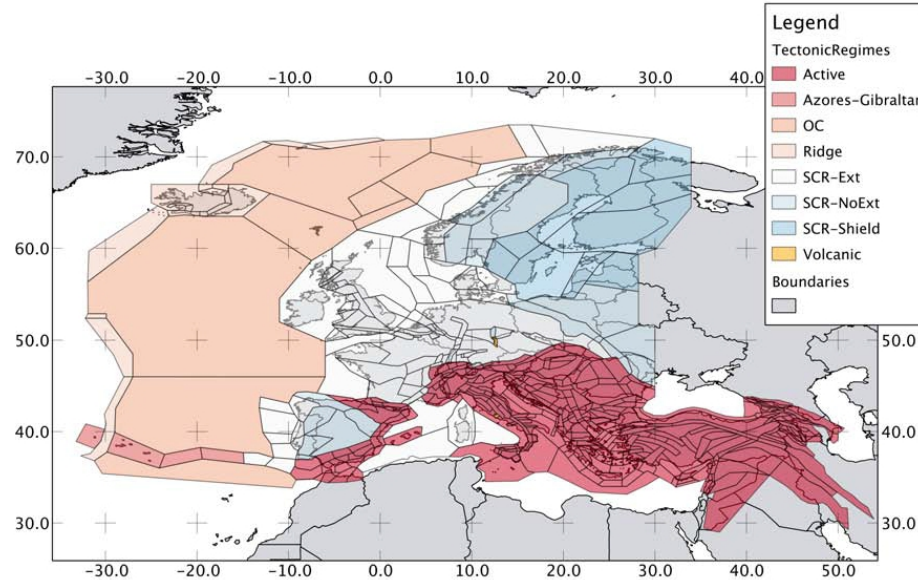 Legend
TectonicRegimes
Active
Azores-Gibraltar
OC
Ridge
SCR-Ext
SCR-NoExt
SCR-Shield
Volcanic
Boundaries
-30.0 -20.0 -10.0 0.0 10.0 20.0 30.0 40.0
70.0
60.0
50.0 50.0
40.0 40.0
30.0 30.0
-30.0 -20.0 -10.0 0.0 10.0 20.0 30.0 40.0 50.0